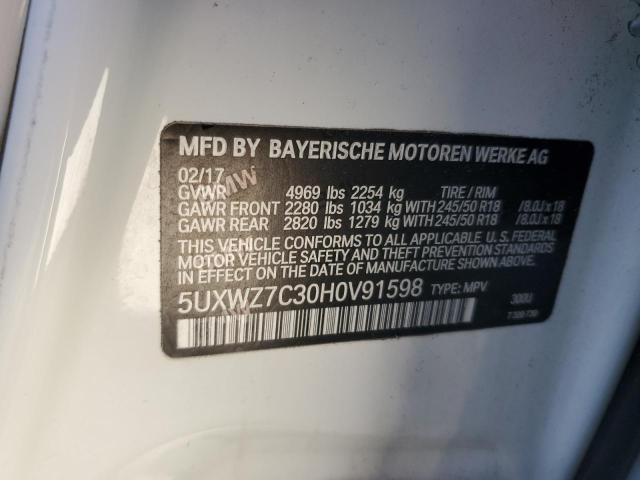 MFD BY BAYERISCHE MOTOREN WERKE AG
02/17
GVWR 4969 lbs 2254 kg TIRE / RIM
GAWR FRONT 2280 lbs 1034 kg WITH 245/50 R18 /8.0J x 18
GAWR REAR 2820 lbs 1279 kg WITH 245/50 R18 /8.0J x 18
THIS VEHICLE CONFORMS TO ALL APPLICABLE U. S. FEDERAL
MOTOR VEHICLE SAFETY AND THEFT PREVENTION STANDARDS
IN EFFECT ON THE DATE OF MANUFACTURE SHOWN ABOVE.
5UXWZ7C30H0V91598 TYPE: MPV
300U